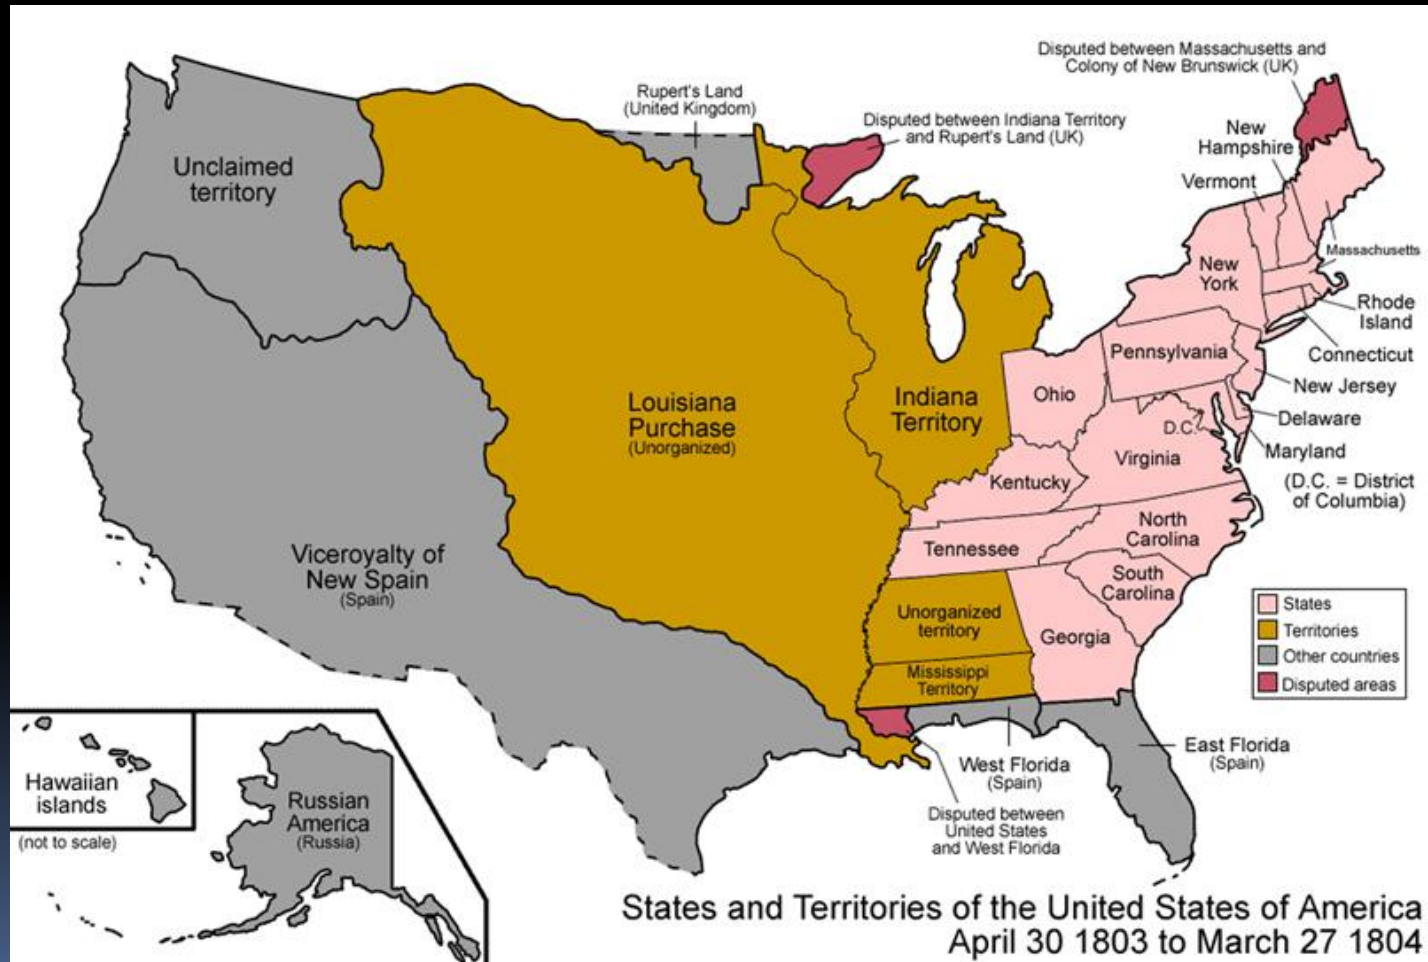 Disputed between Massachusetts and
Colony of New Brunswick (UK)
Rupert's Land
(United Kingdom)
Disputed between Indiana Territory
and Rupert's Land (UK)
New
Hampshire
Vermont
Unclaimed
territory
Massachusetts
New
York
Rhode
Island
Connecticut
Pennsylvania
New Jersey
Ohio
Delaware
Louisiana
Purchase
(Unorganized)
Indiana
Territory
D.C.
Maryland
Virginia
(D.C. = District
of Columbia)
Kentucky
North
Carolina
Tennessee
South
Carolina
Viceroyalty of
New Spain
(Spain)
Unorganized
territory
Georgia
Mississippi
Territory
States
Territories
Other countries
Disputed areas
East Florida
(Spain)
West Florida
(Spain)
Disputed between
United States
and West Florida
Hawaiian
islands
(not to scale)
Russian
America
(Russia)
States and Territories of the United States of America
April 30 1803 to March 27 1804